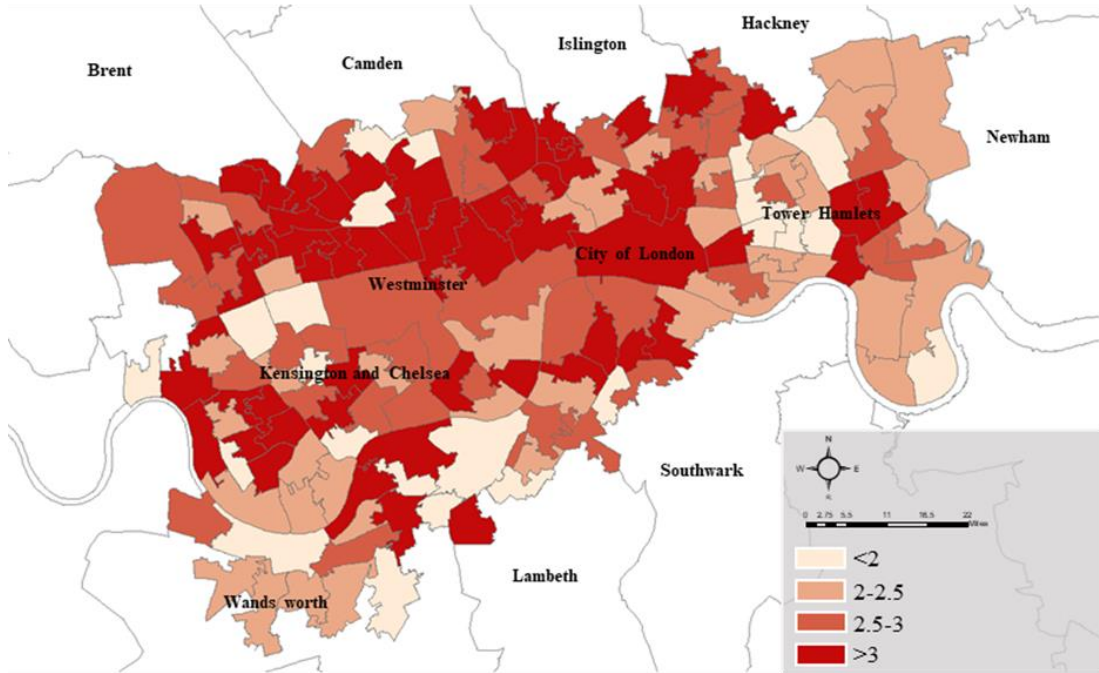 Hackney
Islington
Camden
Brent
Newham
Tower Hamlets
City of London
Westminster
Kensington and Chelsea
Southwark
Lambeth
Wands worth
N
W
E
0 2.75 5.5 11 16.5 22
Miles
<2
2-2.5
2.5-3
>3